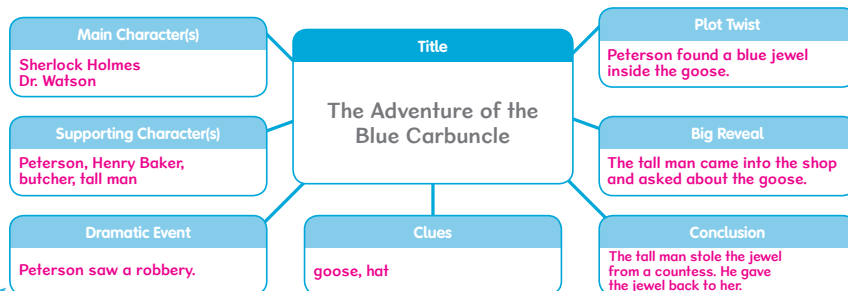 Main Character(s)
Sherlock Holmes
Dr. Watson
Title
The Adventure of the
Blue Carbuncle
Plot Twist
Peterson found a blue jewel
inside the goose.
Supporting Character(s)
Peterson, Henry Baker,
butcher, tall man
Big Reveal
The tall man came into the shop
and asked about the goose.
Dramatic Event
Peterson saw a robbery.
Clues
goose, hat
Conclusion
The tall man stole the jewel
from a countess. He gave
the jewel back to her.